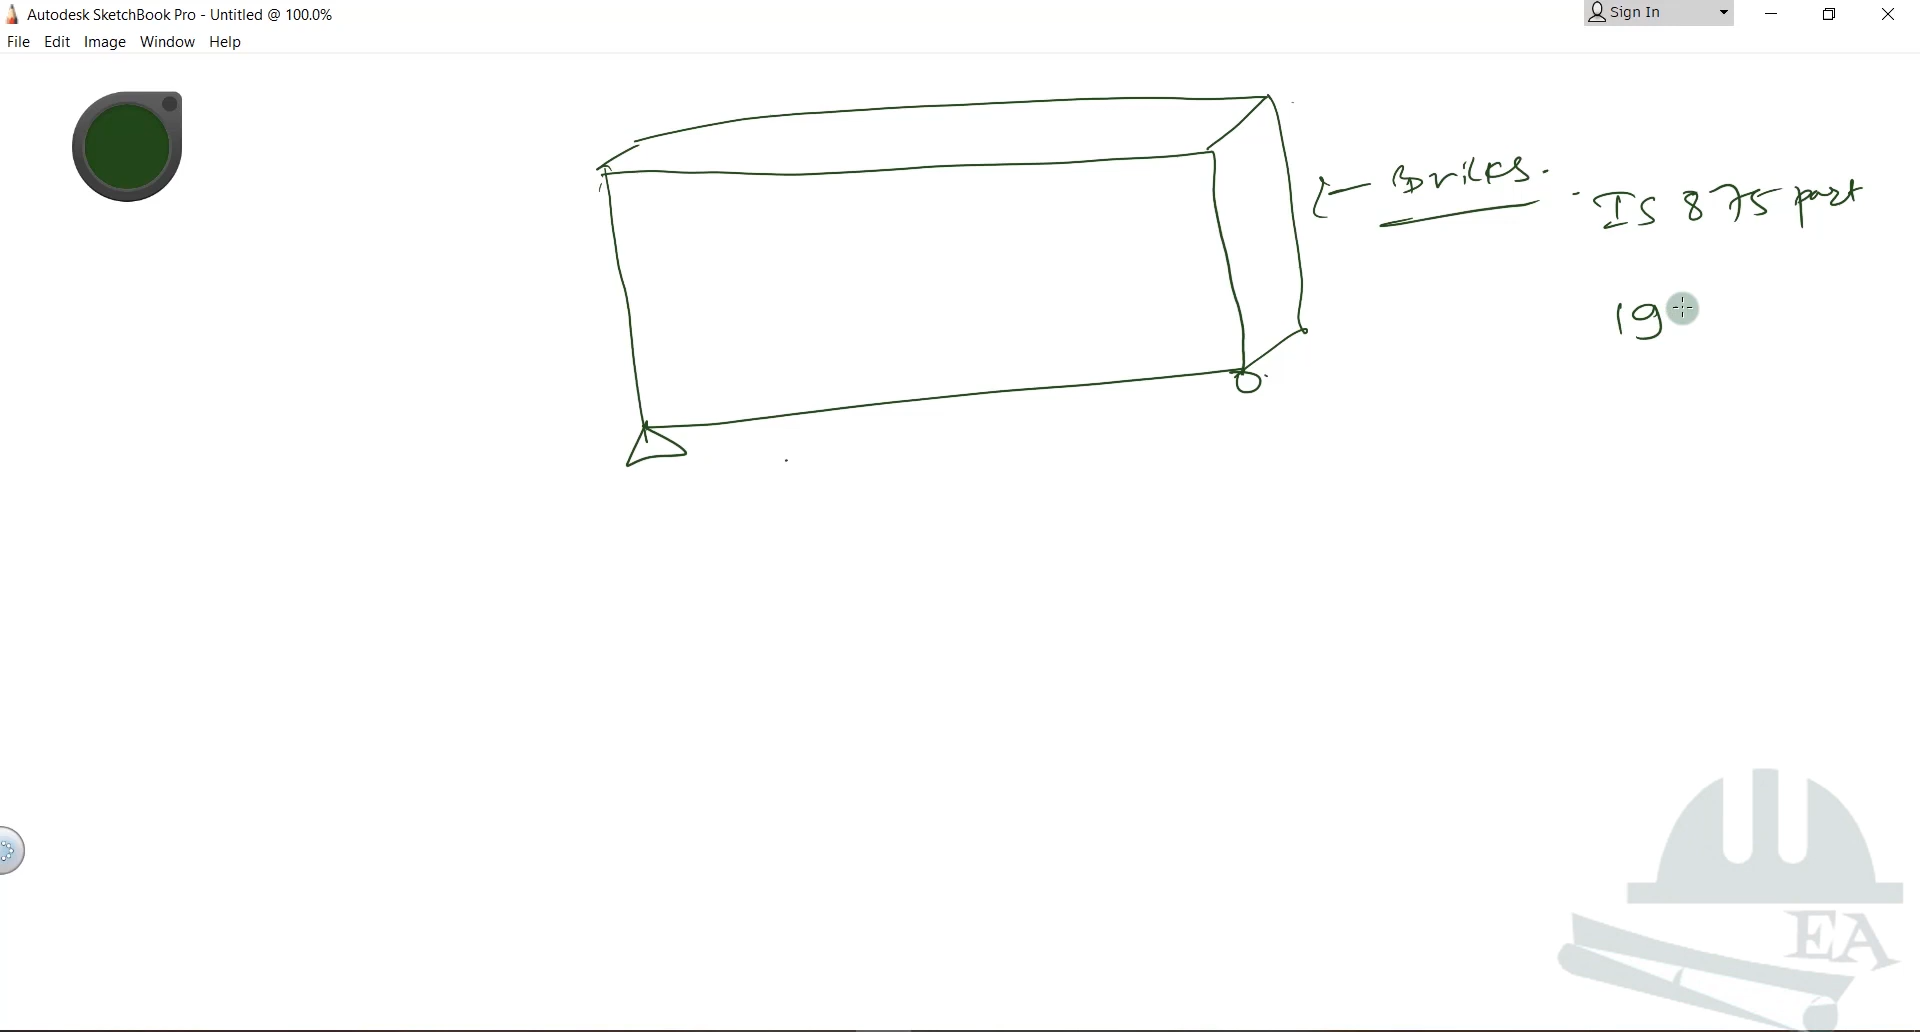 Autodesk SketchBook Pro - Untitled @ 100.0%
Sign In
File Edit Image Window Help
Bricks.
IS 875 part
19
EA